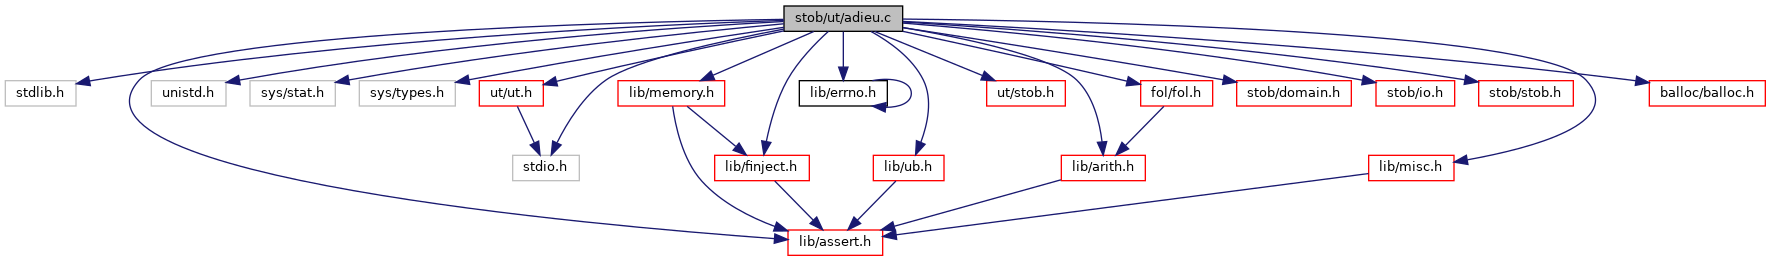 stob/ut/adieu.c
stdlib.h
unistd.h
sys/stat.h
sys/types.h
ut/ut.h
lib/memory.h
lib/errno.h
ut/stob.h
fol/fol.h
stob/domain.h
stob/io.h
stob/stob.h
balloc/balloc.h
stdio.h
lib/finject.h
lib/ub.h
lib/arith.h
lib/misc.h
lib/assert.h